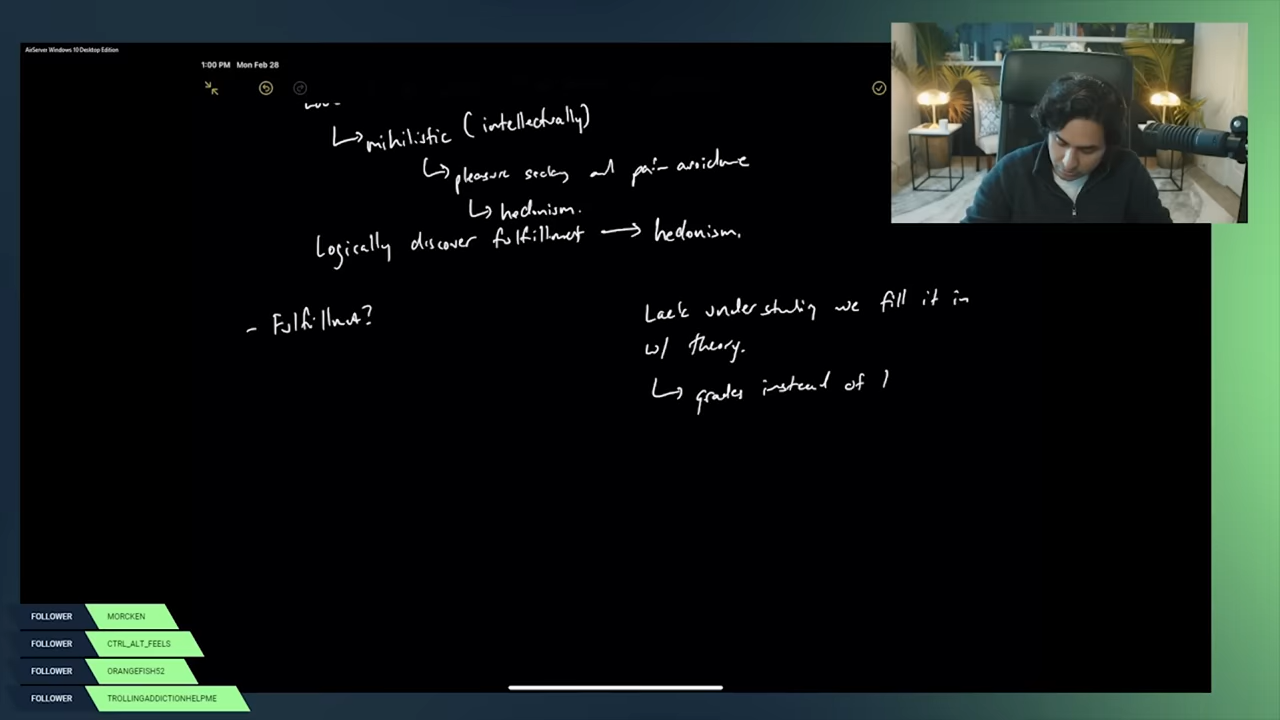 AirServer Windows 10 Desktop Edition
1:00 PM Mon Feb 28
nihilistic (intellectually)
pleasure seeking and pain avoidance
hedonism.
Logically discover fulfillment → hedonism.
- Fulfillment?
Lack understanding we fill it in
w/ theory.
grades instead of
FOLLOWER MORCKEN
FOLLOWER CTRL_ALT_FEELS
FOLLOWER ORANGEFISH52
FOLLOWER TROLLINGADDICTIONHELPME